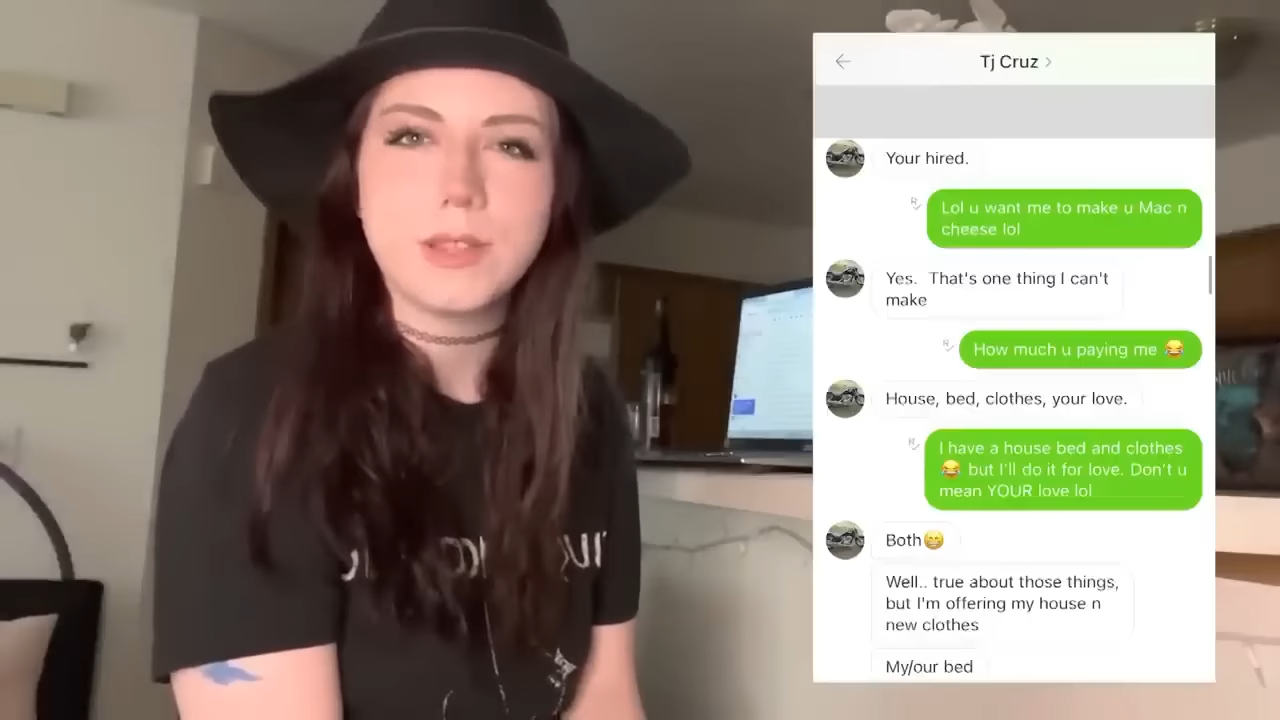 Tj Cruz
Your hired.
Lol u want me to make u Mac n
cheese lol
Yes. That's one thing I can't
make
How much u paying me 😂
House, bed, clothes, your love.
I have a house bed and clothes
😂 but I'll do it for love. Don't u
mean YOUR love lol
Both😁
Well.. true about those things,
but I'm offering my house n
new clothes
My/our bed